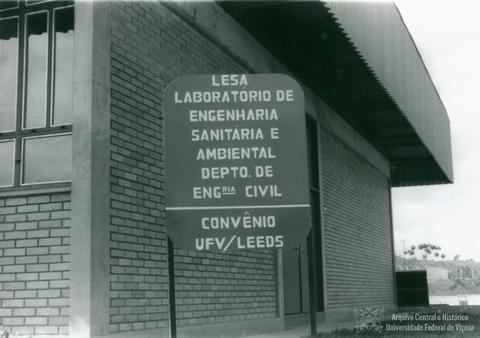 LESA
LABORATÓRIO DE
ENGENHARIA
SANITÁRIA E
AMBIENTAL
DEPTO. DE
ENGRIA CIVIL
CONVÊNIO
UFV/LEEDS
Arquivo Central e Histórico
Universidade Federal de Viçosa